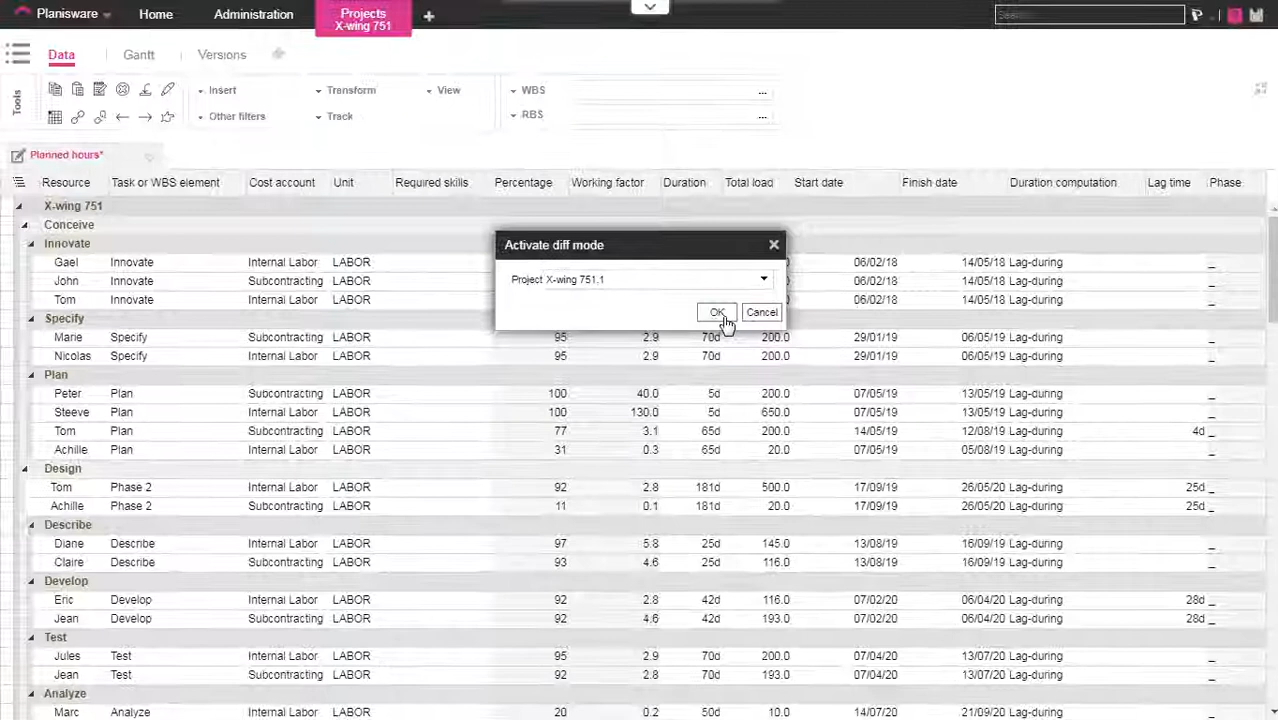 Planisware Home Administration Projects
X-wing 751
Data Gantt Versions
Tools
Insert Transform View WBS ...
Other filters Track RBS ...
Planned hours*
Resource Task or WBS element Cost account Unit Required skills Percentage Working factor Duration Total load Start date Finish date Duration computation Lag time Phase
X-wing 751
Conceive
Innovate
Activate diff mode
Project X-wing 751.1
OK Cancel
Gael Innovate Internal Labor LABOR 06/02/18 14/05/18 Lag-during _
John Innovate Subcontracting LABOR 06/02/18 14/05/18 Lag-during _
Tom Innovate Internal Labor LABOR 06/02/18 14/05/18 Lag-during _
Specify
Marie Specify Subcontracting LABOR 95 2.9 70d 200.0 29/01/19 06/05/19 Lag-during _
Nicolas Specify Internal Labor LABOR 95 2.9 70d 200.0 29/01/19 06/05/19 Lag-during _
Plan
Peter Plan Subcontracting LABOR 100 40.0 5d 200.0 07/05/19 13/05/19 Lag-during _
Steeve Plan Internal Labor LABOR 100 130.0 5d 650.0 07/05/19 13/05/19 Lag-during _
Tom Plan Subcontracting LABOR 77 3.1 65d 200.0 14/05/19 12/08/19 Lag-during 4d _
Achille Plan Internal Labor LABOR 31 0.3 65d 20.0 07/05/19 05/08/19 Lag-during _
Design
Tom Phase 2 Internal Labor LABOR 92 2.8 181d 500.0 17/09/19 26/05/20 Lag-during 25d _
Achille Phase 2 Subcontracting LABOR 11 0.1 181d 20.0 17/09/19 26/05/20 Lag-during 25d _
Describe
Diane Describe Internal Labor LABOR 97 5.8 25d 145.0 13/08/19 16/09/19 Lag-during _
Claire Describe Subcontracting LABOR 93 4.6 25d 116.0 13/08/19 16/09/19 Lag-during _
Develop
Eric Develop Internal Labor LABOR 92 2.8 42d 116.0 07/02/20 06/04/20 Lag-during 28d _
Jean Develop Subcontracting LABOR 92 4.6 42d 193.0 07/02/20 06/04/20 Lag-during 28d _
Test
Jules Test Internal Labor LABOR 95 2.9 70d 200.0 07/04/20 13/07/20 Lag-during _
Jean Test Subcontracting LABOR 92 2.8 70d 193.0 07/04/20 13/07/20 Lag-during _
Analyze
Marc Analyze Internal Labor LABOR 20 0.2 50d 10.0 14/07/20 21/09/20 Lag-during _